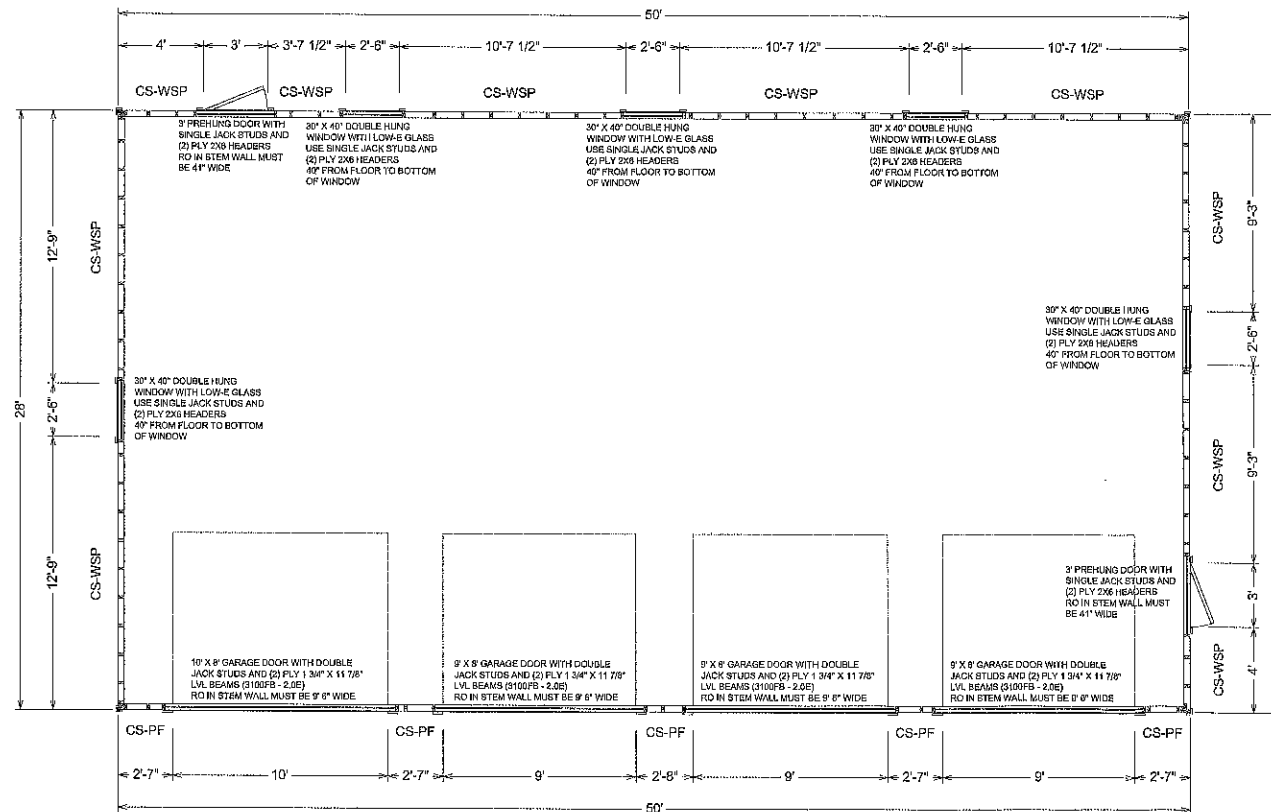 50'
4'
3'
3'-7 1/2"
2'-6"
10'-7 1/2"
2'-6"
10'-7 1/2"
2'-6"
10'-7 1/2"
CS-WSP
CS-WSP
CS-WSP
CS-WSP
CS-WSP
3' PREHUNG DOOR WITH
SINGLE JACK STUDS AND
(2) PLY 2X6 HEADERS
RO IN STEM WALL MUST
BE 41" WIDE
30" X 40" DOUBLE HUNG
WINDOW WITH LOW-E GLASS
USE SINGLE JACK STUDS AND
(2) PLY 2X6 HEADERS
40" FROM FLOOR TO BOTTOM
OF WINDOW
30" X 40" DOUBLE HUNG
WINDOW WITH LOW-E GLASS
USE SINGLE JACK STUDS AND
(2) PLY 2X6 HEADERS
40" FROM FLOOR TO BOTTOM
OF WINDOW
30" X 40" DOUBLE HUNG
WINDOW WITH LOW-E GLASS
USE SINGLE JACK STUDS AND
(2) PLY 2X6 HEADERS
40" FROM FLOOR TO BOTTOM
OF WINDOW
28'
12'-9"
2'-6"
12'-9"
CS-WSP
CS-WSP
30" X 40" DOUBLE HUNG
WINDOW WITH LOW-E GLASS
USE SINGLE JACK STUDS AND
(2) PLY 2X6 HEADERS
40" FROM FLOOR TO BOTTOM
OF WINDOW
30" X 40" DOUBLE HUNG
WINDOW WITH LOW-E GLASS
USE SINGLE JACK STUDS AND
(2) PLY 2X6 HEADERS
40" FROM FLOOR TO BOTTOM
OF WINDOW
CS-WSP
CS-WSP
CS-WSP
9'-3"
2'-6"
9'-3"
3'
4'
3' PREHUNG DOOR WITH
SINGLE JACK STUDS AND
(2) PLY 2X6 HEADERS
RO IN STEM WALL MUST
BE 41" WIDE
10' X 8' GARAGE DOOR WITH DOUBLE
JACK STUDS AND (2) PLY 1 3/4" X 11 7/8"
LVL BEAMS (3100FB - 2.0E)
RO IN STEM WALL MUST BE 9' 6" WIDE
9' X 8' GARAGE DOOR WITH DOUBLE
JACK STUDS AND (2) PLY 1 3/4" X 11 7/8"
LVL BEAMS (3100FB - 2.0E)
RO IN STEM WALL MUST BE 9' 6" WIDE
9' X 8' GARAGE DOOR WITH DOUBLE
JACK STUDS AND (2) PLY 1 3/4" X 11 7/8"
LVL BEAMS (3100FB - 2.0E)
RO IN STEM WALL MUST BE 9' 6" WIDE
9' X 8' GARAGE DOOR WITH DOUBLE
JACK STUDS AND (2) PLY 1 3/4" X 11 7/8"
LVL BEAMS (3100FB - 2.0E)
RO IN STEM WALL MUST BE 9' 6" WIDE
CS-PF
CS-PF
CS-PF
CS-PF
CS-PF
2'-7"
10'
2'-7"
9'
2'-8"
9'
2'-7"
9'
2'-7"
50'